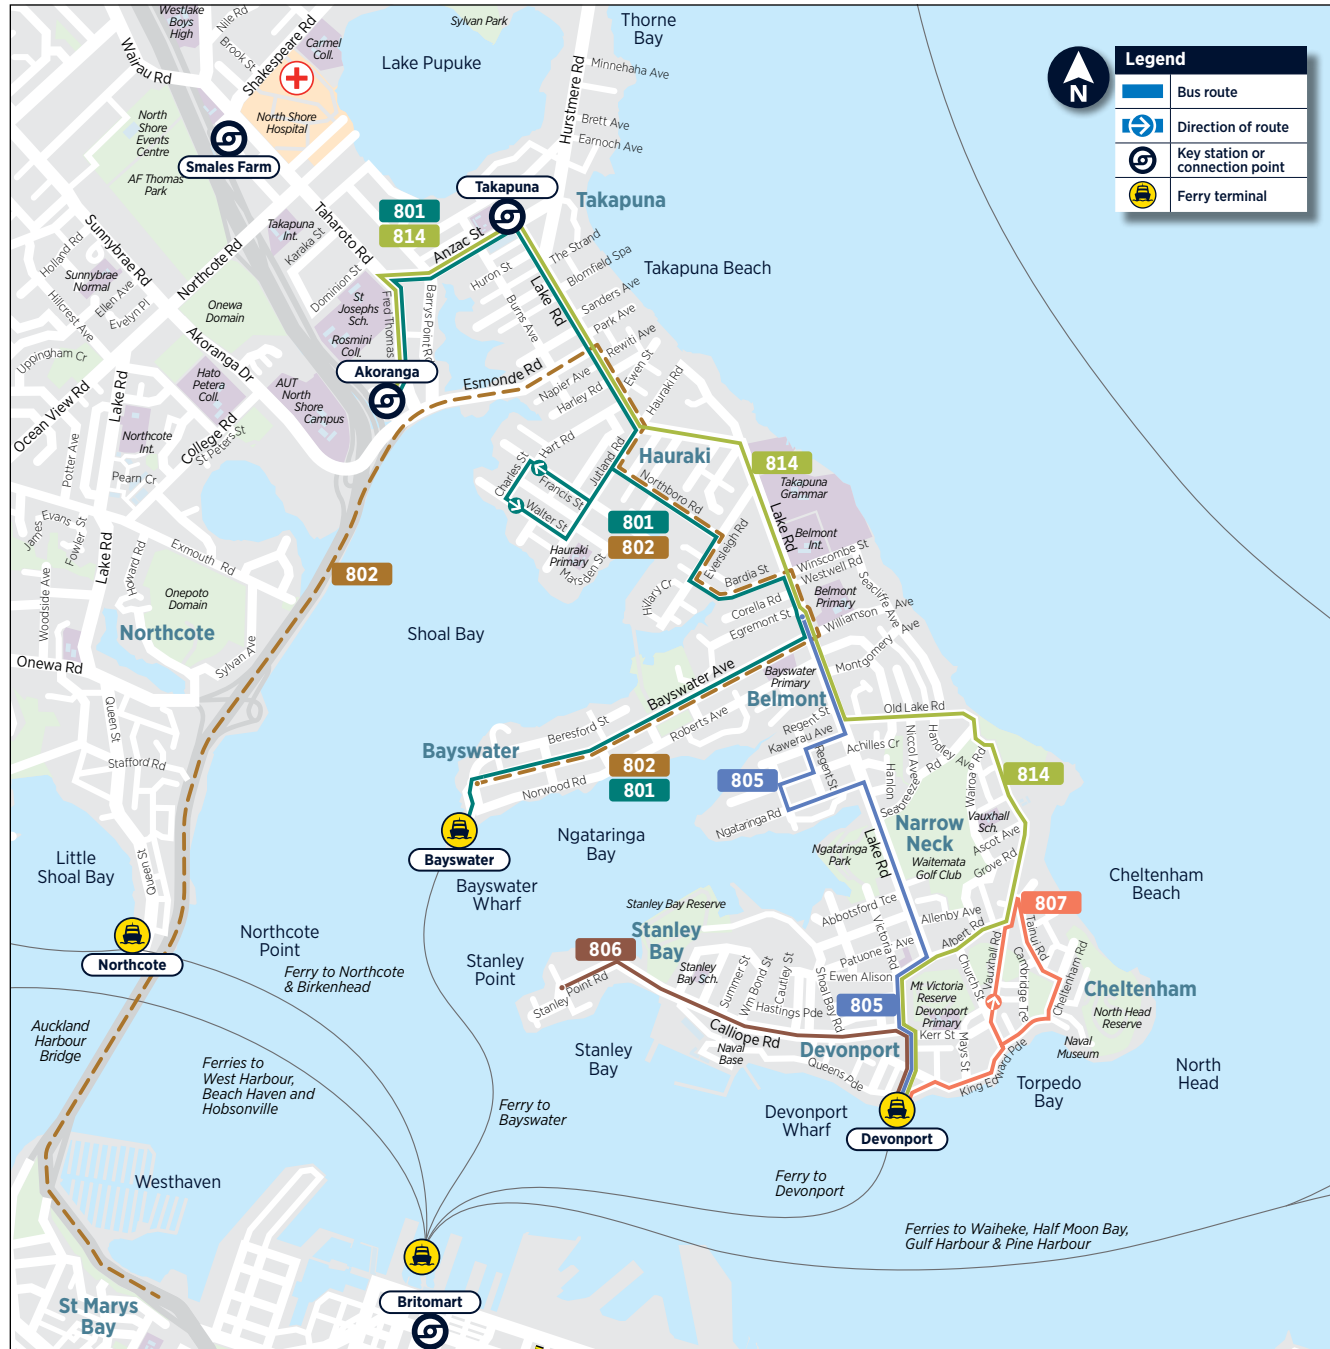 Westlake
Boys
High
Nile Rd
Sylvan Park
Thorne
Bay
Wairau Rd
Brook St
Shakespeare Rd
Carmel
Coll.
Lake Pupuke
Hurstmere Rd
Minnehaha Ave
N
Legend
Bus route
Direction of route
Key station or
connection point
Ferry terminal
North
Shore
Events
Centre
North Shore
Hospital
Brett Ave
Earnoch Ave
Smales Farm
AF Thomas
Park
Takapuna
Takapuna
801
814
Anzac St
Taharoto Rd
Takapuna
Int.
Karaka St
Sunnybrae Rd
Holland Rd
Northcote Rd
Sunnybrae
Normal
Ellen Ave
Evelyn Pl
Hillcrest Ave
Huron St
The Strand
Blomfield Spa
Takapuna Beach
Lake Rd
Sanders Ave
Park Ave
Rewiti Ave
Burns Ave
Dominion St
St
Josephs
Sch.
Rosmini
Coll.
Fred Thomas
Barrys Point Rd
Onewa
Domain
Akoranga Dr
Uppingham Cr
Akoranga
Esmonde Rd
Ewen St
Hauraki Rd
Napier Ave
Harley Rd
Hato
Petera
Coll.
AUT
North
Shore
Campus
Ocean View Rd
Lake Rd
College Rd
St Peters St
Northcote
Int.
Potter Ave
Pearn Cr
Hart Rd
Charles St
Francis St
Walter St
Jutland Rd
Hauraki
Northboro Rd
814
Takapuna
Grammar
801
802
Lake Rd
Belmont
Int.
Hauraki
Primary
Marsden St
Eversleigh Rd
Bardia St
Winscombe St
Westwell Rd
Seacliffe Ave
Evans
James
Fowler St
Lake Rd
Howard Rd
Exmouth Rd
802
Onepoto
Domain
Woodside Ave
Hillary Cr
Corella Rd
Egremont St
Belmont
Primary
Williamson Ave
Northcote
Shoal Bay
Montgomery Ave
Onewa Rd
Sylvan Ave
Bayswater Ave
Bayswater
Primary
Belmont
Queen St
Regent St
Kawerau Ave
Old Lake Rd
Beresford St
Roberts Ave
Achilles Cr
Niccol Ave
Handley Ave
Stafford Rd
Bayswater
802
801
Norwood Rd
805
Regent St
Hanlon
Seabreeze Rd
Wairoa Rd
814
Ngataringa Rd
Narrow
Neck
Vauxhall
Sch.
Ascot Ave
Grove Rd
Bayswater
Ngataringa
Bay
Lake Rd
Ngataringa
Park
Waitemata
Golf Club
Little
Shoal Bay
Queen St
Bayswater
Wharf
Cheltenham
Beach
807
Stanley Bay Reserve
Abbotsford Tce
Allenby Ave
Albert Rd
Northcote
Northcote
Point
Stanley
Bay
806
Victoria Rd
Patuone Ave
Ewen Alison
Vauxhall Rd
Tainui Rd
Church St
Cambridge Tce
Cheltenham Rd
Ferry to Northcote
& Birkenhead
Stanley
Point
Stanley Point Rd
Stanley
Bay Sch.
Summer St
Wm Bond St
Cautley St
Hastings Pde
Shoal Bay Rd
805
Mt Victoria
Reserve
Devonport
Primary
Kerr St
Mays St
Cheltenham
North Head
Reserve
Naval
Museum
Auckland
Harbour
Bridge
Ferries to
West Harbour,
Beach Haven and
Hobsonville
Stanley
Bay
Calliope Rd
Naval
Base
Devonport
Queens Pde
King Edward Pde
Torpedo
Bay
North
Head
Ferry to
Bayswater
Devonport
Wharf
Devonport
Ferry to
Devonport
Westhaven
Ferries to Waiheke, Half Moon Bay,
Gulf Harbour & Pine Harbour
Britomart
St Marys
Bay